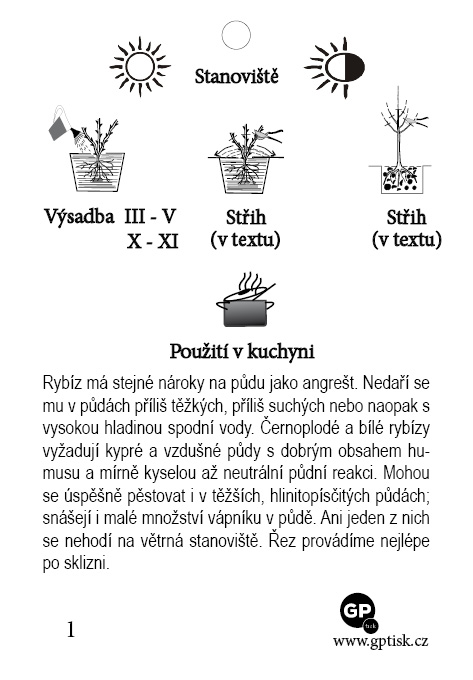 Stanoviště
Výsadba III - V
X - XI
Střih
(v textu)
Střih
(v textu)
Použití v kuchyni
Rybíz má stejné nároky na půdu jako angrešt. Nedaří se
mu v půdách příliš těžkých, příliš suchých nebo naopak s
vysokou hladinou spodní vody. Černoplodé a bílé rybízy
vyžadují kypré a vzdušné půdy s dobrým obsahem hu-
musu a mírně kyselou až neutrální půdní reakci. Mohou
se úspěšně pěstovat i v těžších, hlinitopísčitých půdách;
snášejí i malé množství vápníku v půdě. Ani jeden z nich
se nehodí na větrná stanoviště. Řez provádíme nejlépe
po sklizni.
GP
tisk
1
www.gptisk.cz